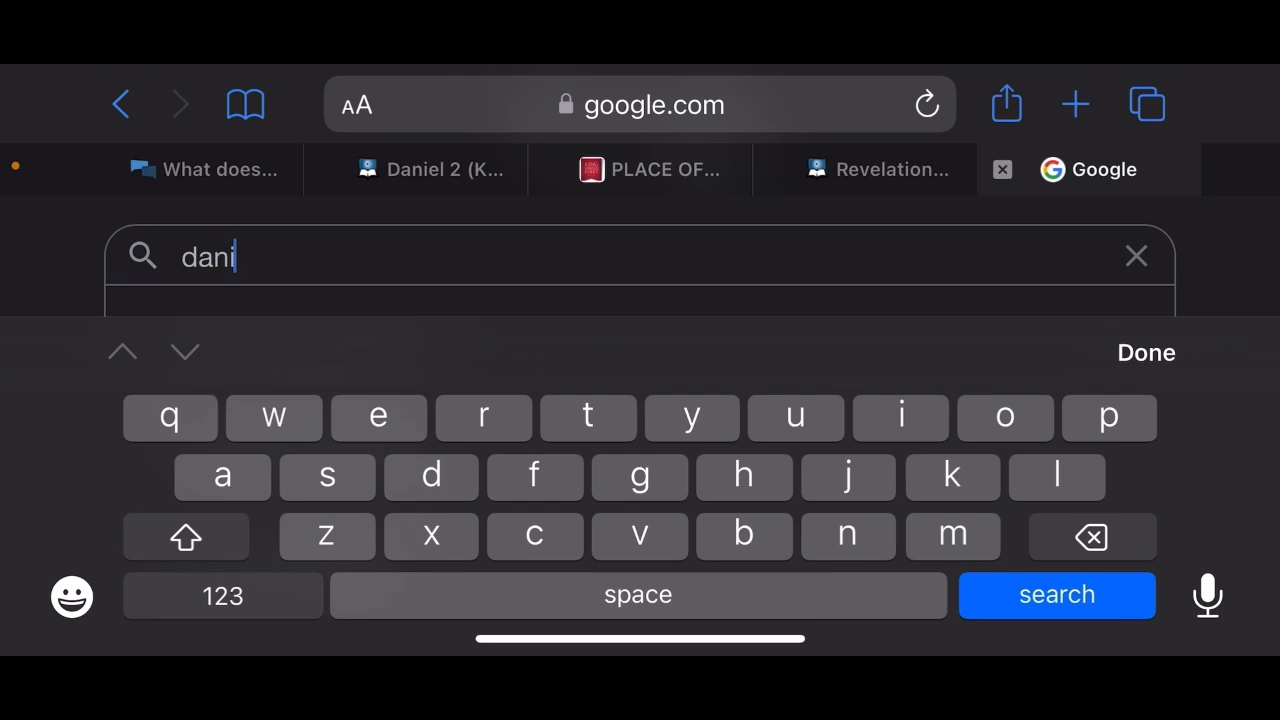 AA google.com
What does... Daniel 2 (K... PLACE OF... Revelation... Google
dani
Done
q w e r t y u i o p
a s d f g h j k l
z x c v b n m
123 space search